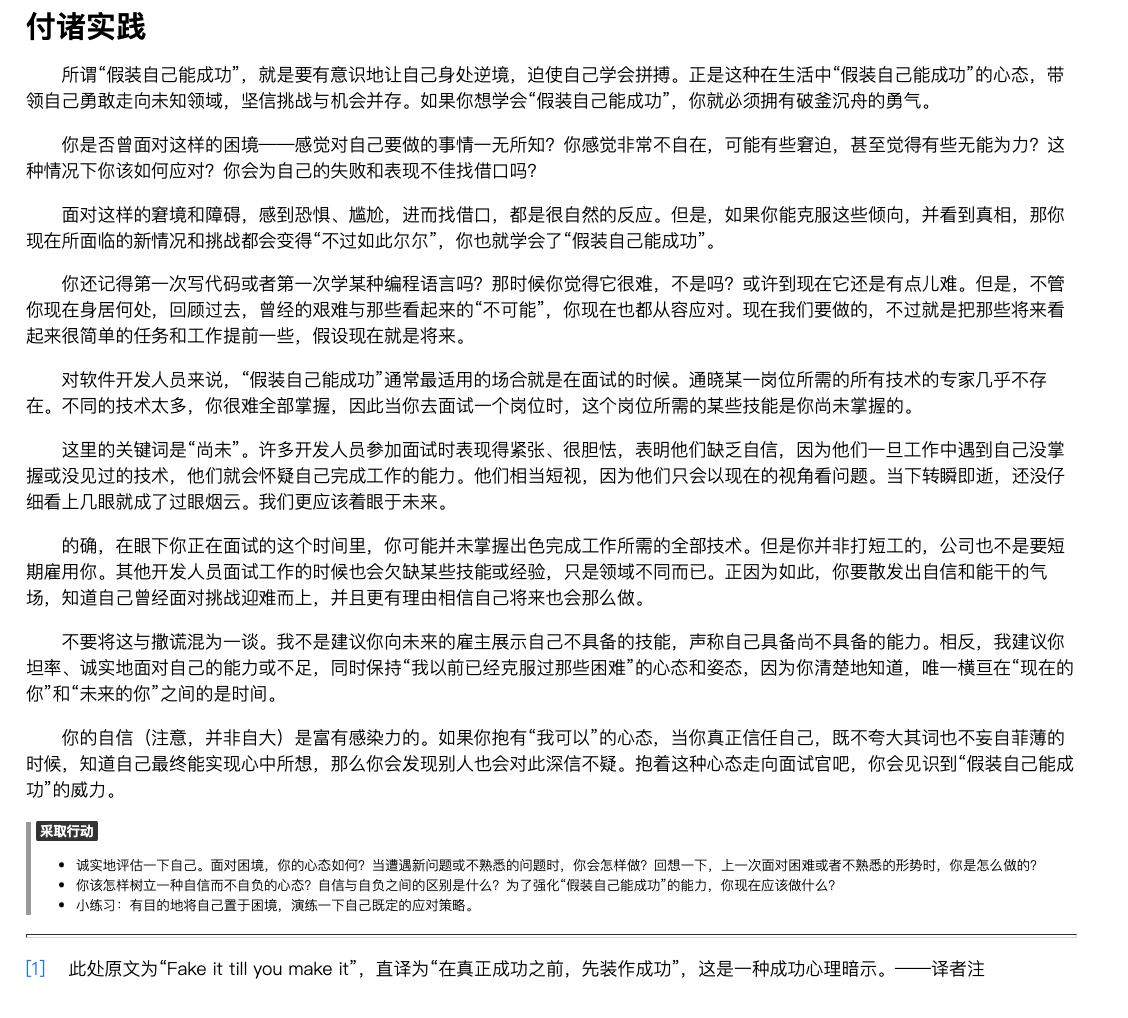 付诸实践
所谓“假装自己能成功”，就是要有意识地让自己身处逆境，迫使自己学会拼搏。正是这种在生活中“假装自己能成功”的心态，带
领自己勇敢走向未知领域，坚信挑战与机会并存。如果你想学会“假装自己能成功”，你就必须拥有破釜沉舟的勇气。
你是否曾面对这样的困境——感觉对自己要做的事情一无所知？你感觉非常不自在，可能有些窘迫，甚至觉得有些无能为力？这
种情况下你该如何应对？你会为自己的失败和表现不佳找借口吗？
面对这样的窘境和障碍，感到恐惧、尴尬，进而找借口，都是很自然的反应。但是，如果你能克服这些倾向，并看到真相，那你
现在所面临的新情况和挑战都会变得“不过如此尔尔”，你也就学会了“假装自己能成功”。
你还记得第一次写代码或者第一次学某种编程语言吗？那时候你觉得它很难，不是吗？或许到现在它还是有点儿难。但是，不管
你现在身居何处，回顾过去，曾经的艰难与那些看起来的“不可能”，你现在也都从容应对。现在我们要做的，不过就是把那些将来看
起来很简单的任务和工作提前一些，假设现在就是将来。
对软件开发人员来说，“假装自己能成功”通常最适用的场合就是在面试的时候。通晓某一岗位所需的所有技术的专家几乎不存
在。不同的技术太多，你很难全部掌握，因此当你去面试一个岗位时，这个岗位所需的某些技能是你尚未掌握的。
这里的关键词是“尚未”。许多开发人员参加面试时表现得紧张、很胆怯，表明他们缺乏自信，因为他们一旦工作中遇到自己没掌
握或没见过的技术，他们就会怀疑自己完成工作的能力。他们相当短视，因为他们只会以现在的视角看问题。当下转瞬即逝，还没仔
细看上几眼就成了过眼烟云。我们更应该着眼于未来。
的确，在眼下你正在面试的这个时间里，你可能并未掌握出色完成工作所需的全部技术。但是你并非打短工的，公司也不是要短
期雇用你。其他开发人员面试工作的时候也会欠缺某些技能或经验，只是领域不同而已。正因为如此，你要散发出自信和能干的气
场，知道自己曾经面对挑战迎难而上，并且更有理由相信自己将来也会那么做。
不要将这与撒谎混为一谈。我不是建议你向未来的雇主展示自己不具备的技能，声称自己具备尚不具备的能力。相反，我建议你
坦率、诚实地面对自己的能力或不足，同时保持“我以前已经克服过那些困难”的心态和姿态，因为你清楚地知道，唯一横亘在“现在的
你”和“未来的你”之间的是时间。
你的自信（注意，并非自大）是富有感染力的。如果你抱有“我可以”的心态，当你真正信任自己，既不夸大其词也不妄自菲薄的
时候，知道自己最终能实现心中所想，那么你会发现别人也会对此深信不疑。抱着这种心态走向面试官吧，你会见识到“假装自己能成
功”的威力。
采取行动
• 诚实地评估一下自己。面对困境，你的心态如何？当遭遇新问题或不熟悉的问题时，你会怎样做？回想一下，上一次面对困难或者不熟悉的形势时，你是怎么做的？
• 你该怎样树立一种自信而不自负的心态？自信与自负之间的区别是什么？为了强化“假装自己能成功”的能力，你现在应该做什么？
• 小练习：有目的地将自己置于困境，演练一下自己既定的应对策略。
[1] 此处原文为“Fake it till you make it”，直译为“在真正成功之前，先装作成功”，这是一种成功心理暗示。——译者注